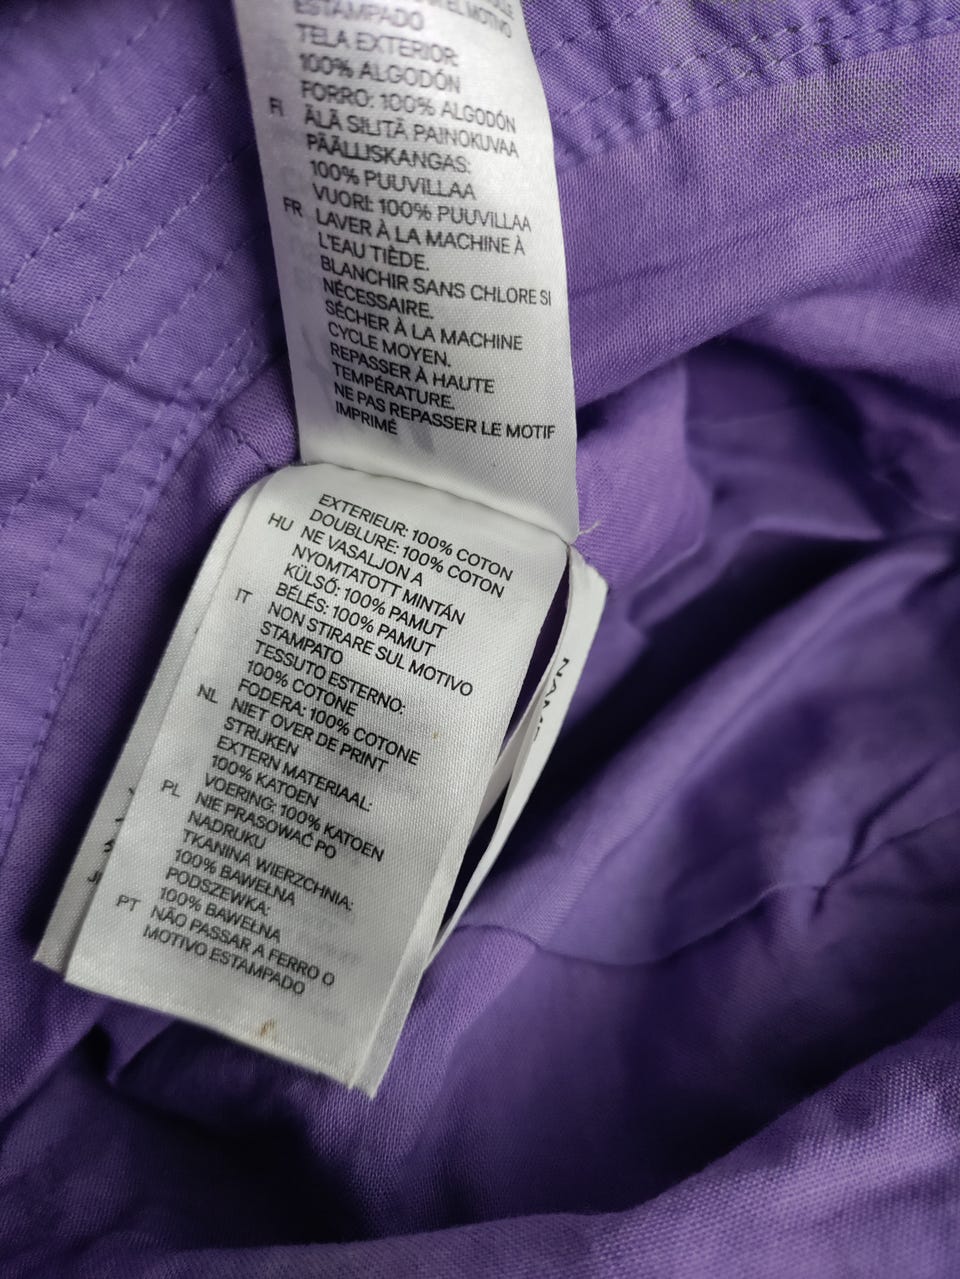 ESTAMPADO
TELA EXTERIOR:
100% ALGODÓN
FORRO: 100% ALGODÓN
FI ÄLÄ SILITÄ PAINOKUVAA
PÄÄLLISKANGAS:
100% PUUVILLAA
VUORI: 100% PUUVILLAA
FR LAVER À LA MACHINE À
L'EAU TIÈDE.
BLANCHIR SANS CHLORE SI
NÉCESSAIRE.
SÉCHER À LA MACHINE
CYCLE MOYEN.
REPASSER À HAUTE
TEMPÉRATURE.
NE PAS REPASSER LE MOTIF
IMPRIMÉ
EXTERIEUR: 100% COTON
DOUBLURE: 100% COTON
HU NE VASALJON A
NYOMTATOTT MINTÁN
KÜLSŐ: 100% PAMUT
BÉLÉS: 100% PAMUT
IT NON STIRARE SUL MOTIVO
STAMPATO
TESSUTO ESTERNO:
100% COTONE
FODERA: 100% COTONE
NL NIET OVER DE PRINT
STRIJKEN
EXTERN MATERIAAL:
100% KATOEN
VOERING: 100% KATOEN
PL NIE PRASOWAĆ PO
NADRUKU
TKANINA WIERZCHNIA:
100% BAWEŁNA
PODSZEWKA:
100% BAWEŁNA
PT NÃO PASSAR A FERRO O
MOTIVO ESTAMPADO